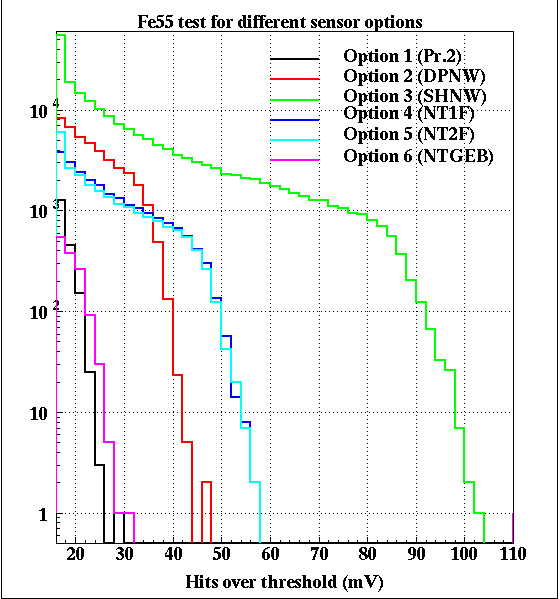 Fe55 test for different sensor options
Option 1 (Pr.2)
Option 2 (DPNW)
Option 3 (SHNW)
Option 4 (NT1F)
Option 5 (NT2F)
Option 6 (NTGEB)
10^4
10^3
10^2
10
1
20 30 40 50 60 70 80 90 100 110
Hits over threshold (mV)